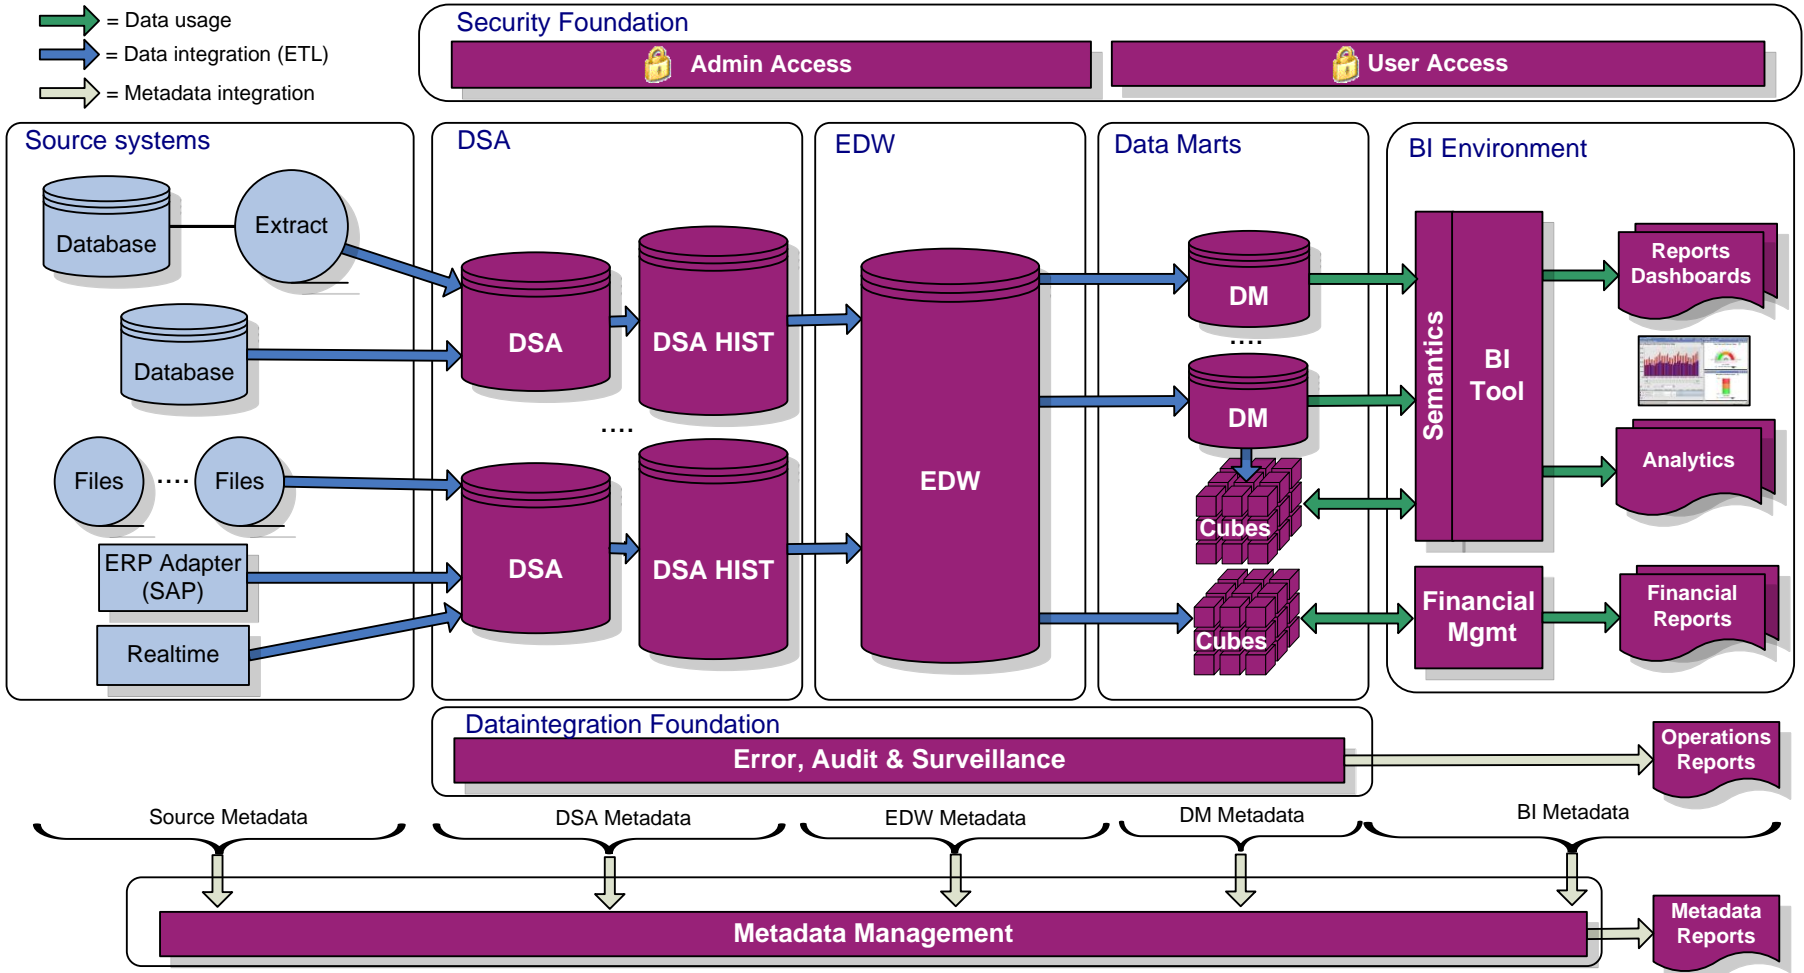 = Data usage
= Data integration (ETL)
= Metadata integration
Security Foundation
Admin Access
User Access
Source systems
DSA
EDW
Data Marts
BI Environment
Database
Extract
Database
Files
....
Files
ERP Adapter
(SAP)
Realtime
DSA
DSA HIST
....
DSA
DSA HIST
EDW
DM
....
DM
Cubes
Cubes
Semantics
BI
Tool
Financial
Mgmt
Reports
Dashboards
Analytics
Financial
Reports
Dataintegration Foundation
Error, Audit & Surveillance
Operations
Reports
Source Metadata
DSA Metadata
EDW Metadata
DM Metadata
BI Metadata
Metadata Management
Metadata
Reports